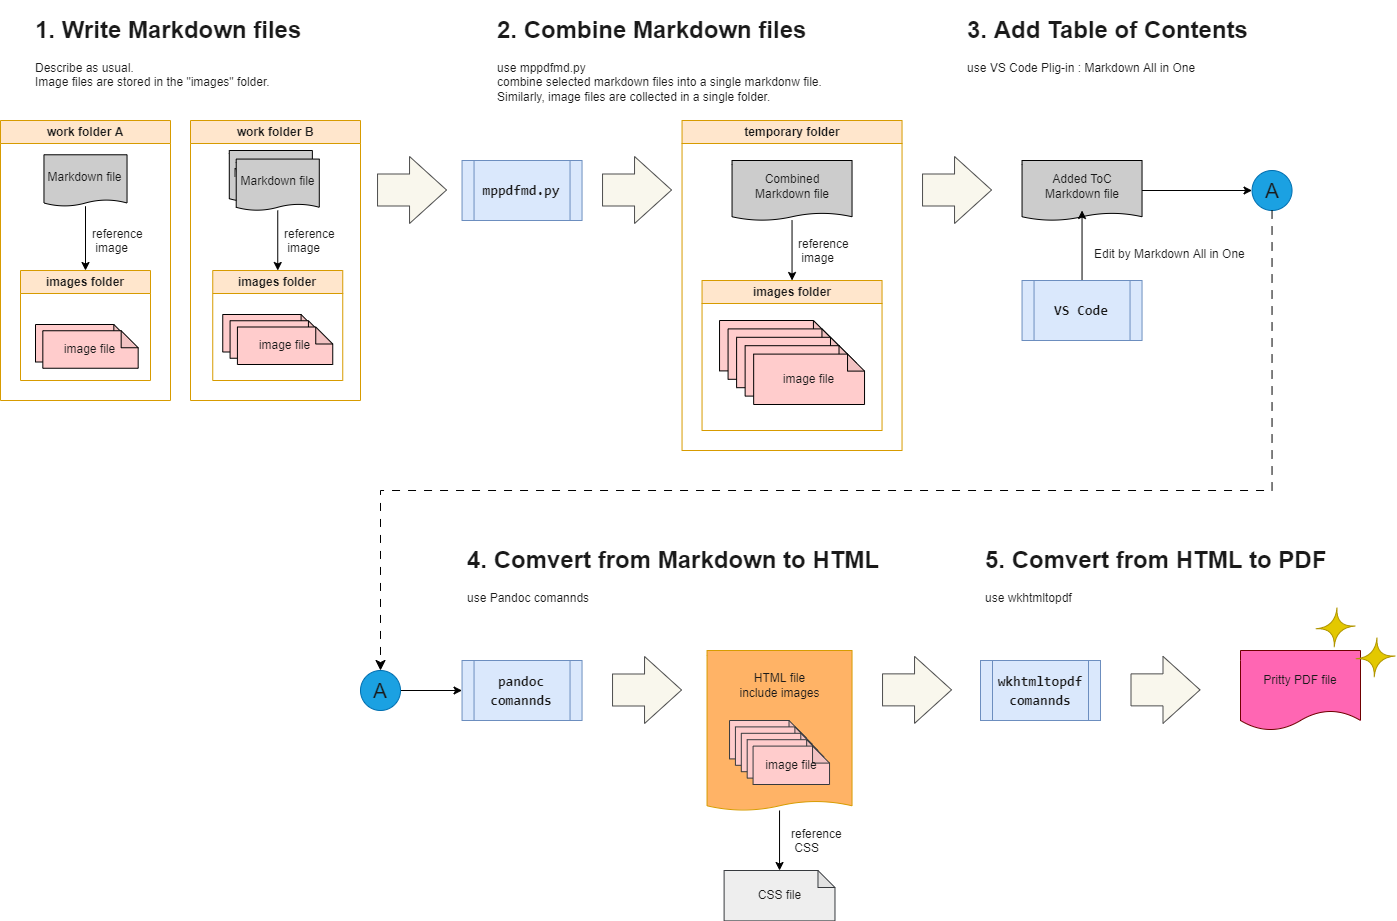 1. Write Markdown files
Describe as usual.
Image files are stored in the "images" folder.
work folder A
Markdown file
reference
image
images folder
image file
work folder B
Markdown file
reference
image
images folder
image file
2. Combine Markdown files
use mppdfmd.py
combine selected markdown files into a single markdonw file.
Similarly, image files are collected in a single folder.
mppdfmd.py
temporary folder
Combined
Markdown file
reference
image
images folder
image file
3. Add Table of Contents
use VS Code Plig-in : Markdown All in One
Added ToC
Markdown file
A
Edit by Markdown All in One
VS Code
4. Comvert from Markdown to HTML
use Pandoc comannds
A
pandoc
comannds
HTML file
include images
image file
reference
CSS
CSS file
5. Comvert from HTML to PDF
use wkhtmltopdf
wkhtmltopdf
comannds
Pritty PDF file